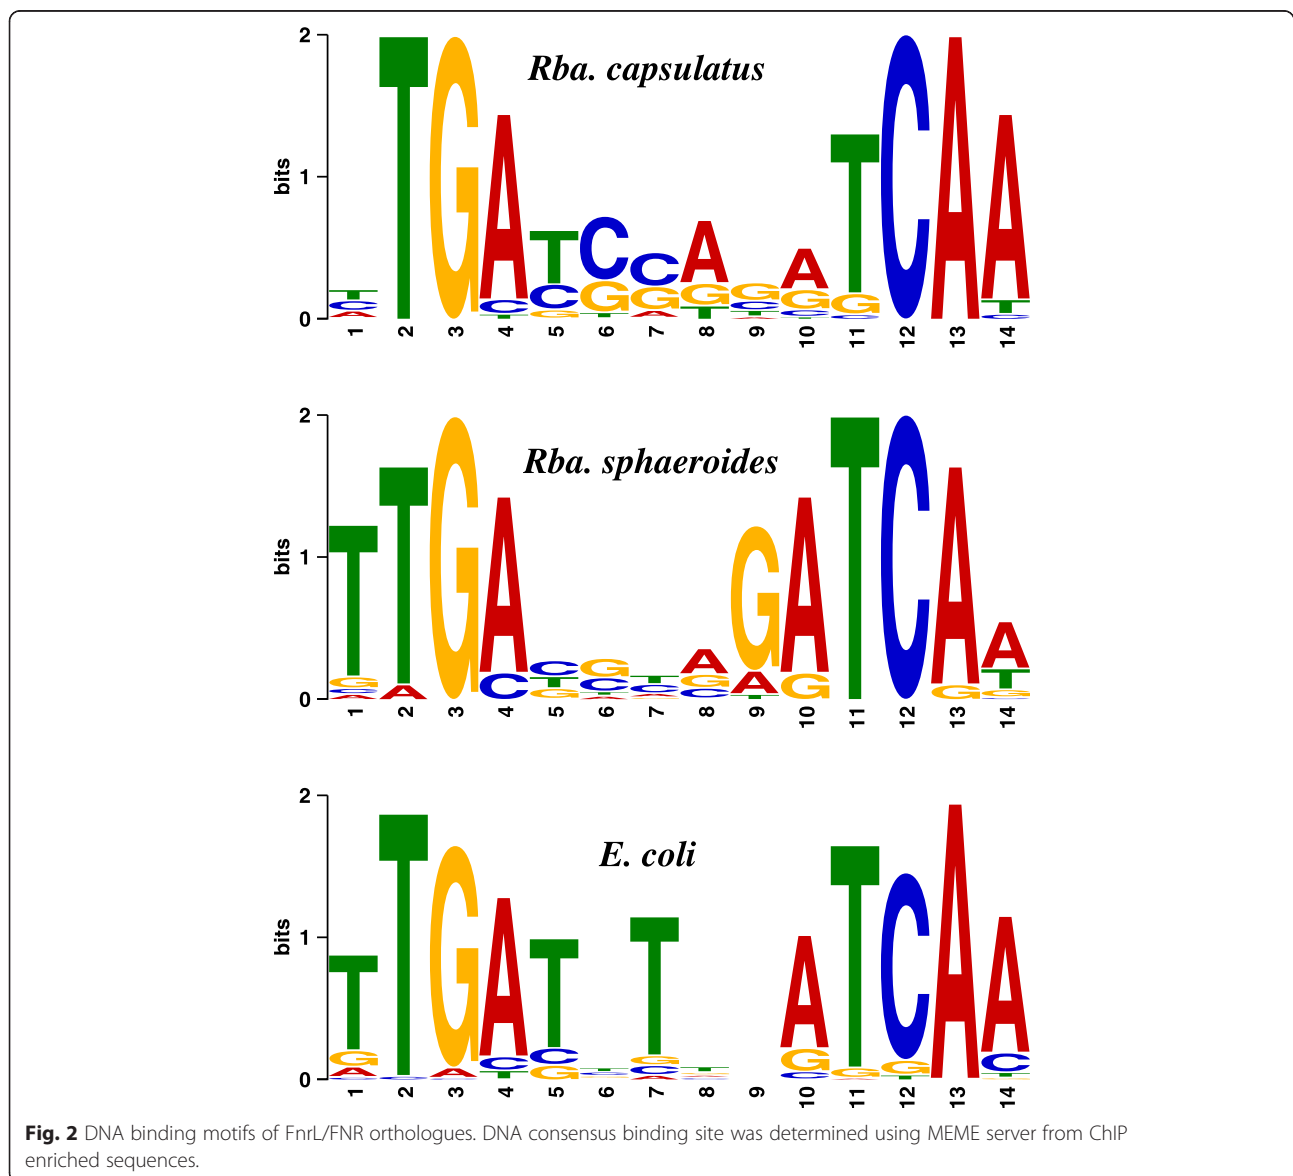 2
Rba. capsulatus
bits
1
0
1 2 3 4 5 6 7 8 9 10 11 12 13 14
T T G A T C C A G A T C A A
C C C G G G C G G T
A T G T A T T C C C
A T
2
Rba. sphaeroides
bits
1
0
1 2 3 4 5 6 7 8 9 10 11 12 13 14
T T G A C G T A G A T C A A
G A C T C C G A G G T
C G T A C T G
A A
2
E. coli
bits
1
0
1 2 3 4 5 6 7 8 9 10 11 12 13 14
T T G A T T T T A T C A A
G A C C C G G G G C
A T G C C T T
A
Fig. 2 DNA binding motifs of FnrL/FNR orthologues. DNA consensus binding site was determined using MEME server from ChIP
enriched sequences.